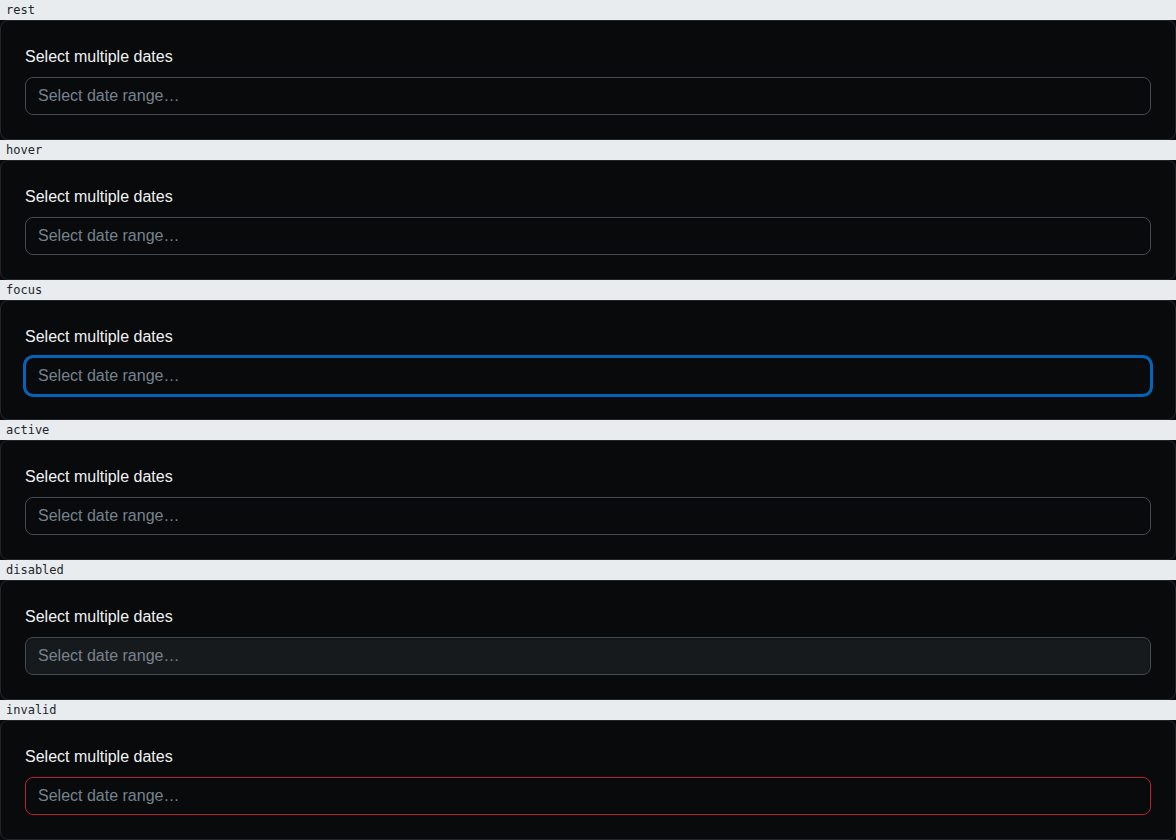 rest
Select multiple dates
Select date range…
hover
Select multiple dates
Select date range…
focus
Select multiple dates
Select date range…
active
Select multiple dates
Select date range…
disabled
Select multiple dates
Select date range…
invalid
Select multiple dates
Select date range…